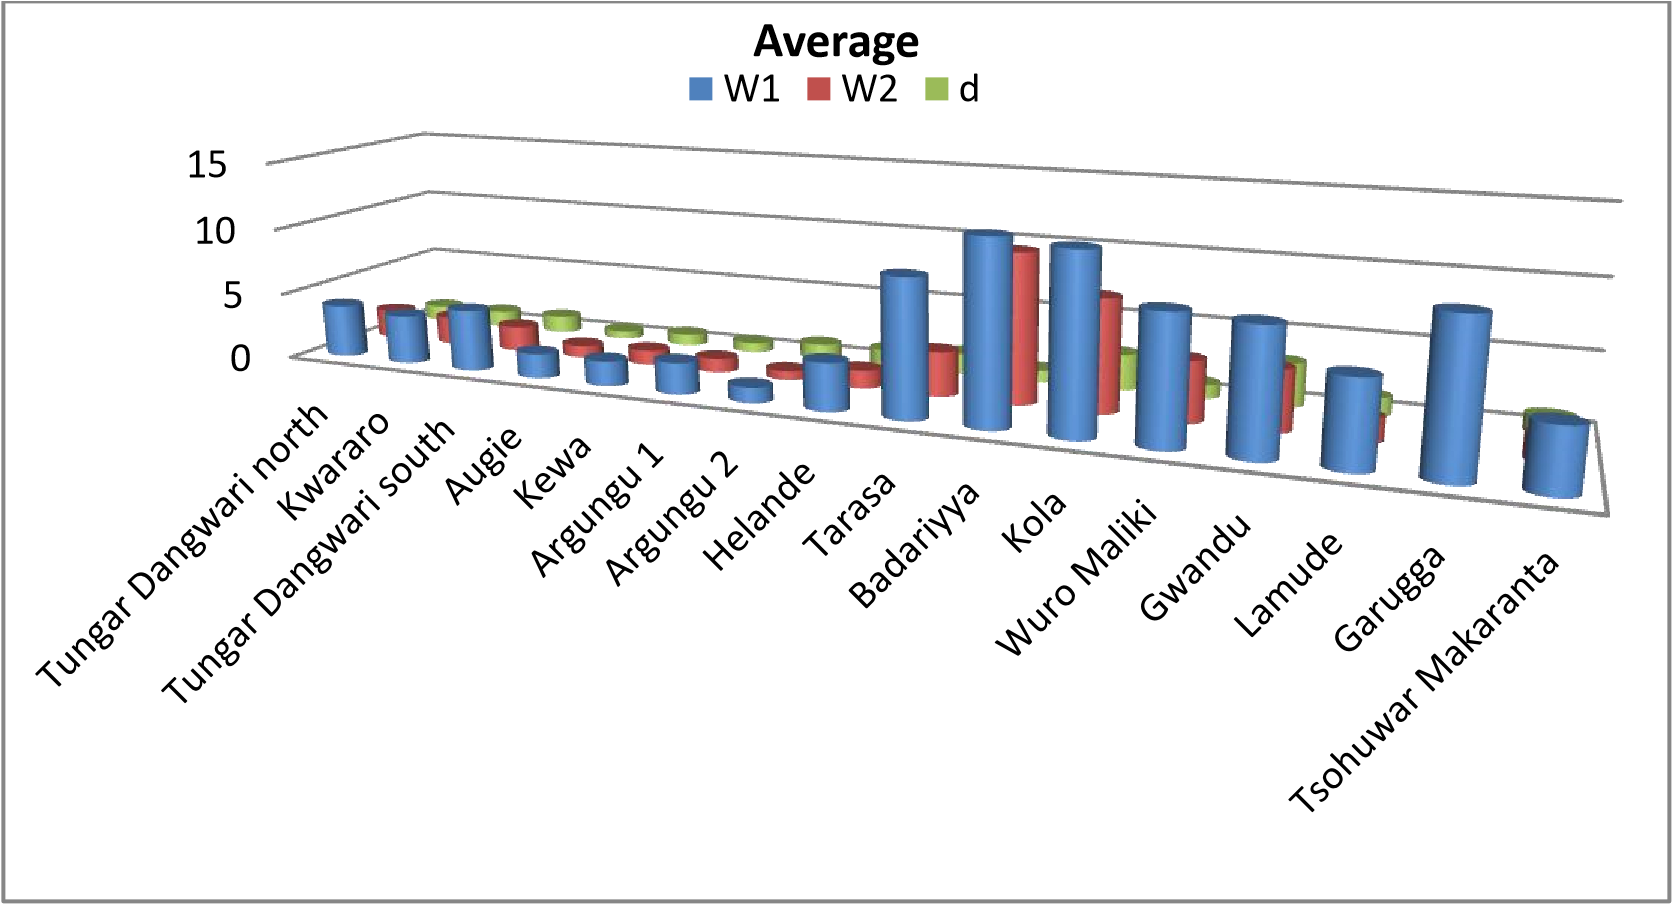 Average
W1 W2 d
15
10
5
0
Tungar Dangwari north
Kwararo
Tungar Dangwari south
Augie
Kewa
Argungu 1
Argungu 2
Helande
Tarasa
Badariyya
Kola
Wuro Maliki
Gwandu
Lamude
Garugga
Tsohuwar Makaranta